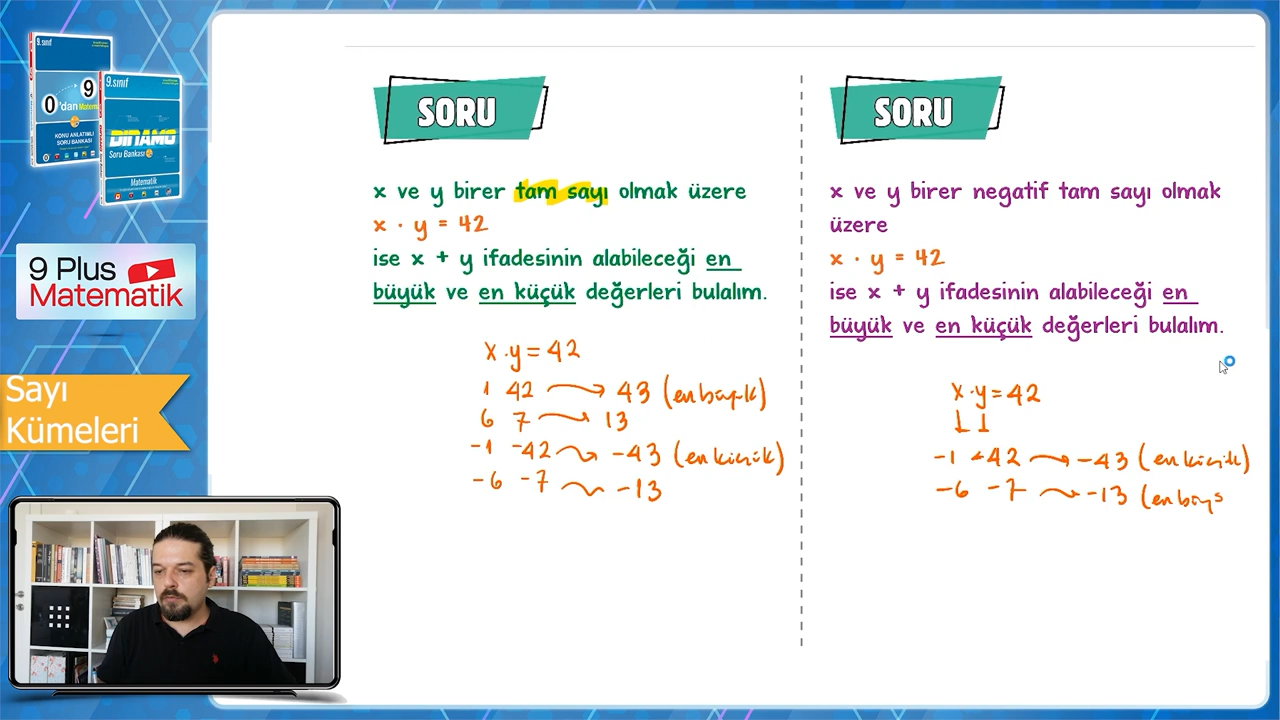 9.sınıf
0'dan 9 Matematik
KONU ANLATIMLI
SORU BANKASI
9.sınıf
DİNAMO
Soru Bankası
Matematik
9 Plus
Matematik
Sayı
Kümeleri
SORU
x ve y birer tam sayı olmak üzere
x · y = 42
ise x + y ifadesinin alabileceği en
büyük ve en küçük değerleri bulalım.
x·y = 42
1 42 → 43 (en büyük)
6 7 → 13
-1 -42 → -43 (en küçük)
-6 -7 → -13
SORU
x ve y birer negatif tam sayı olmak
üzere
x · y = 42
ise x + y ifadesinin alabileceği en
büyük ve en küçük değerleri bulalım.
x·y = 42
-1 -42 → -43 (en küçük)
-6 -7 → -13 (en büy